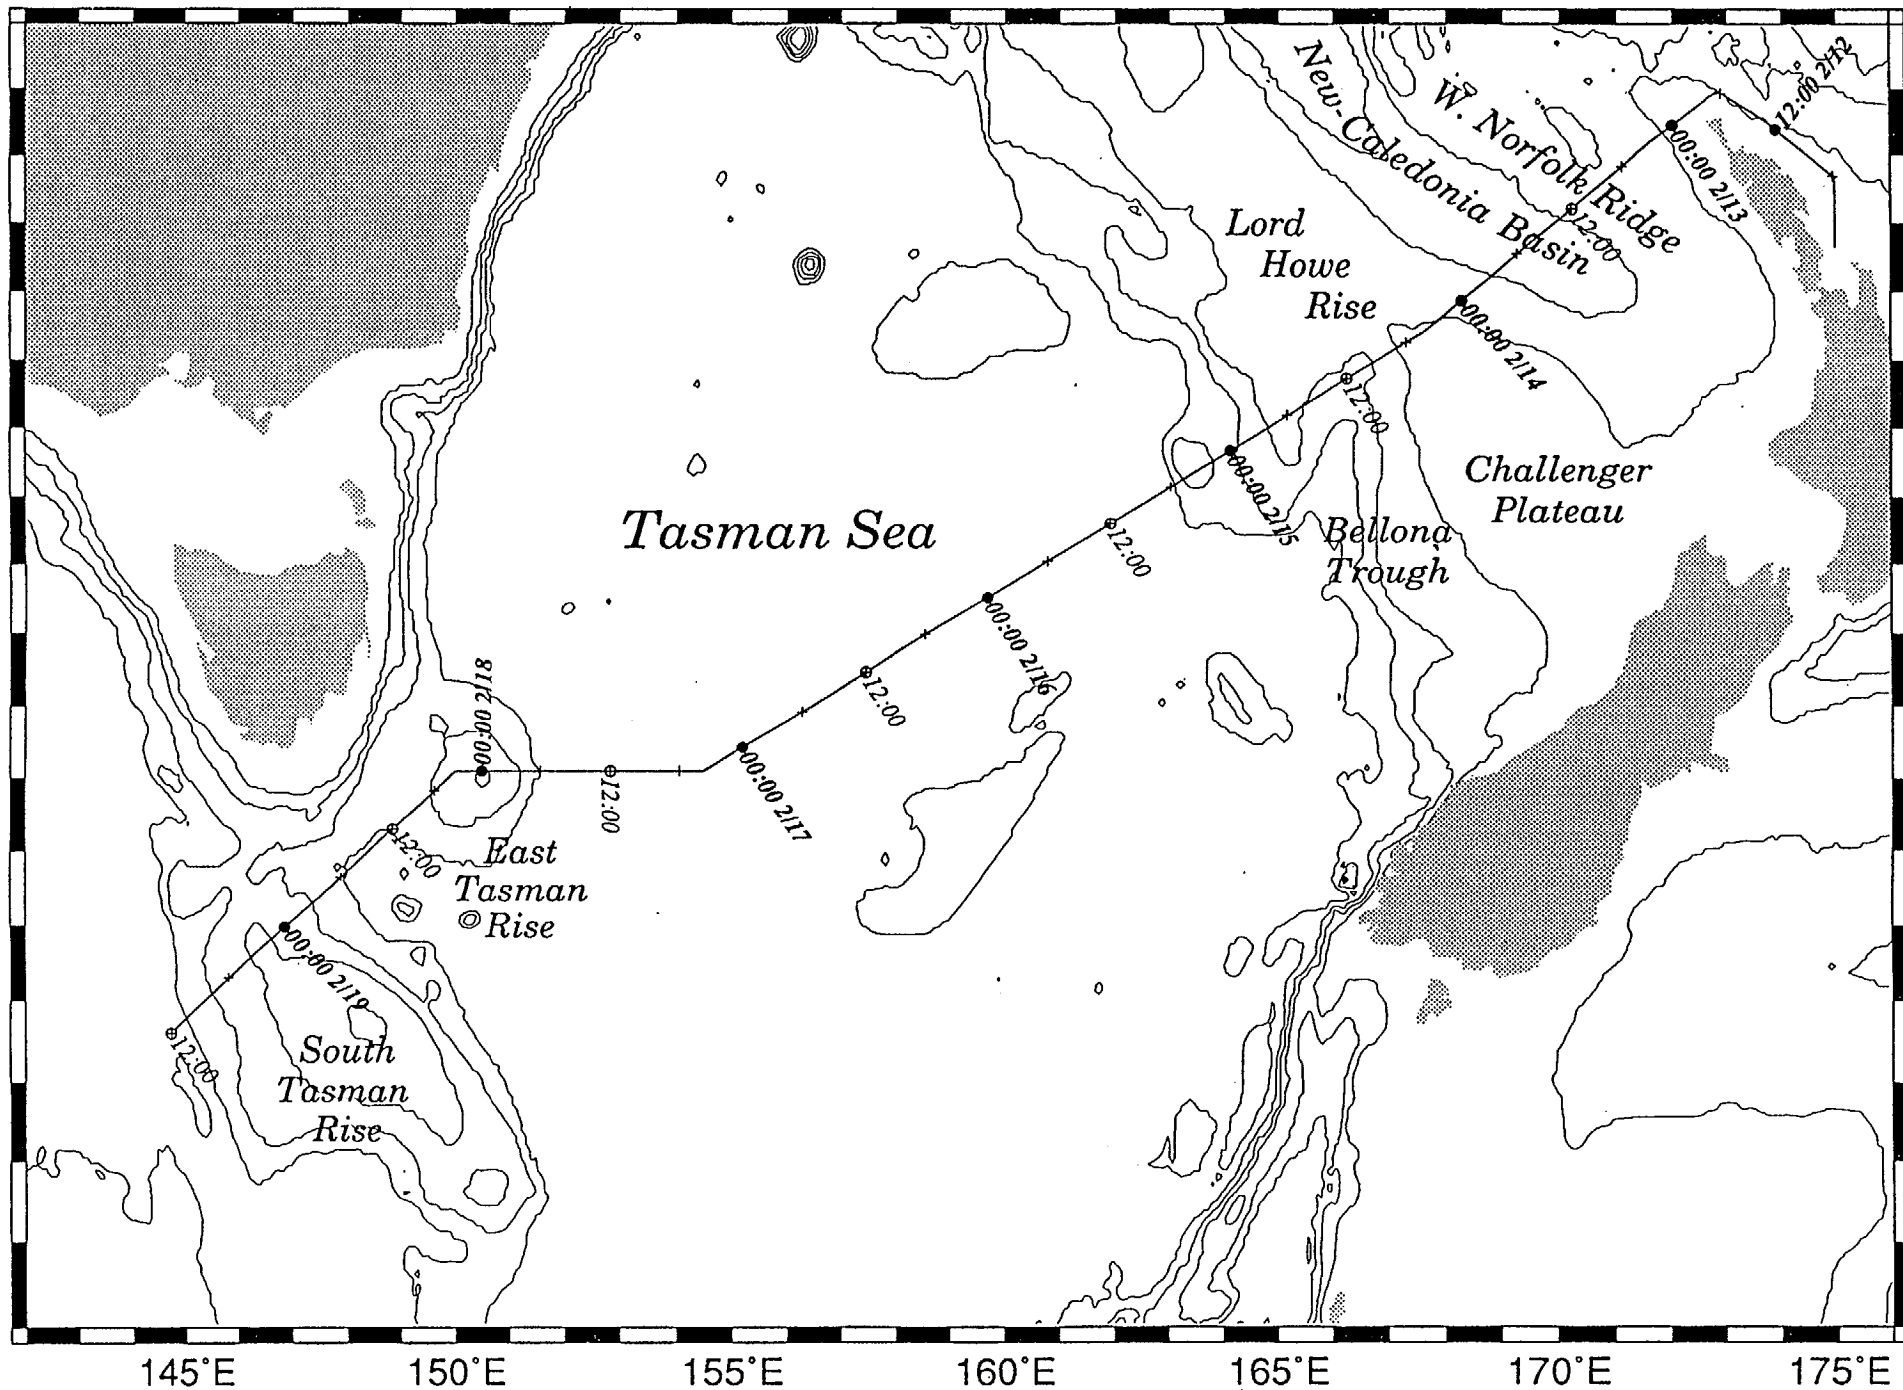 12:00 2/12
New-Caledonia Basin
W. Norfolk Ridge
00:00 2/13
12:00
Lord
Howe
Rise
00:00 2/14
12:00
Challenger
Plateau
00:00 2/15
Bellona
Trough
Tasman Sea
12:00
00:00 2/16
12:00
00:00 2/17
00:00 2/18
12:00
12:00
East
Tasman
Rise
00:00 2/19
12:00
South
Tasman
Rise
145°E
150°E
155°E
160°E
165°E
170°E
175°E